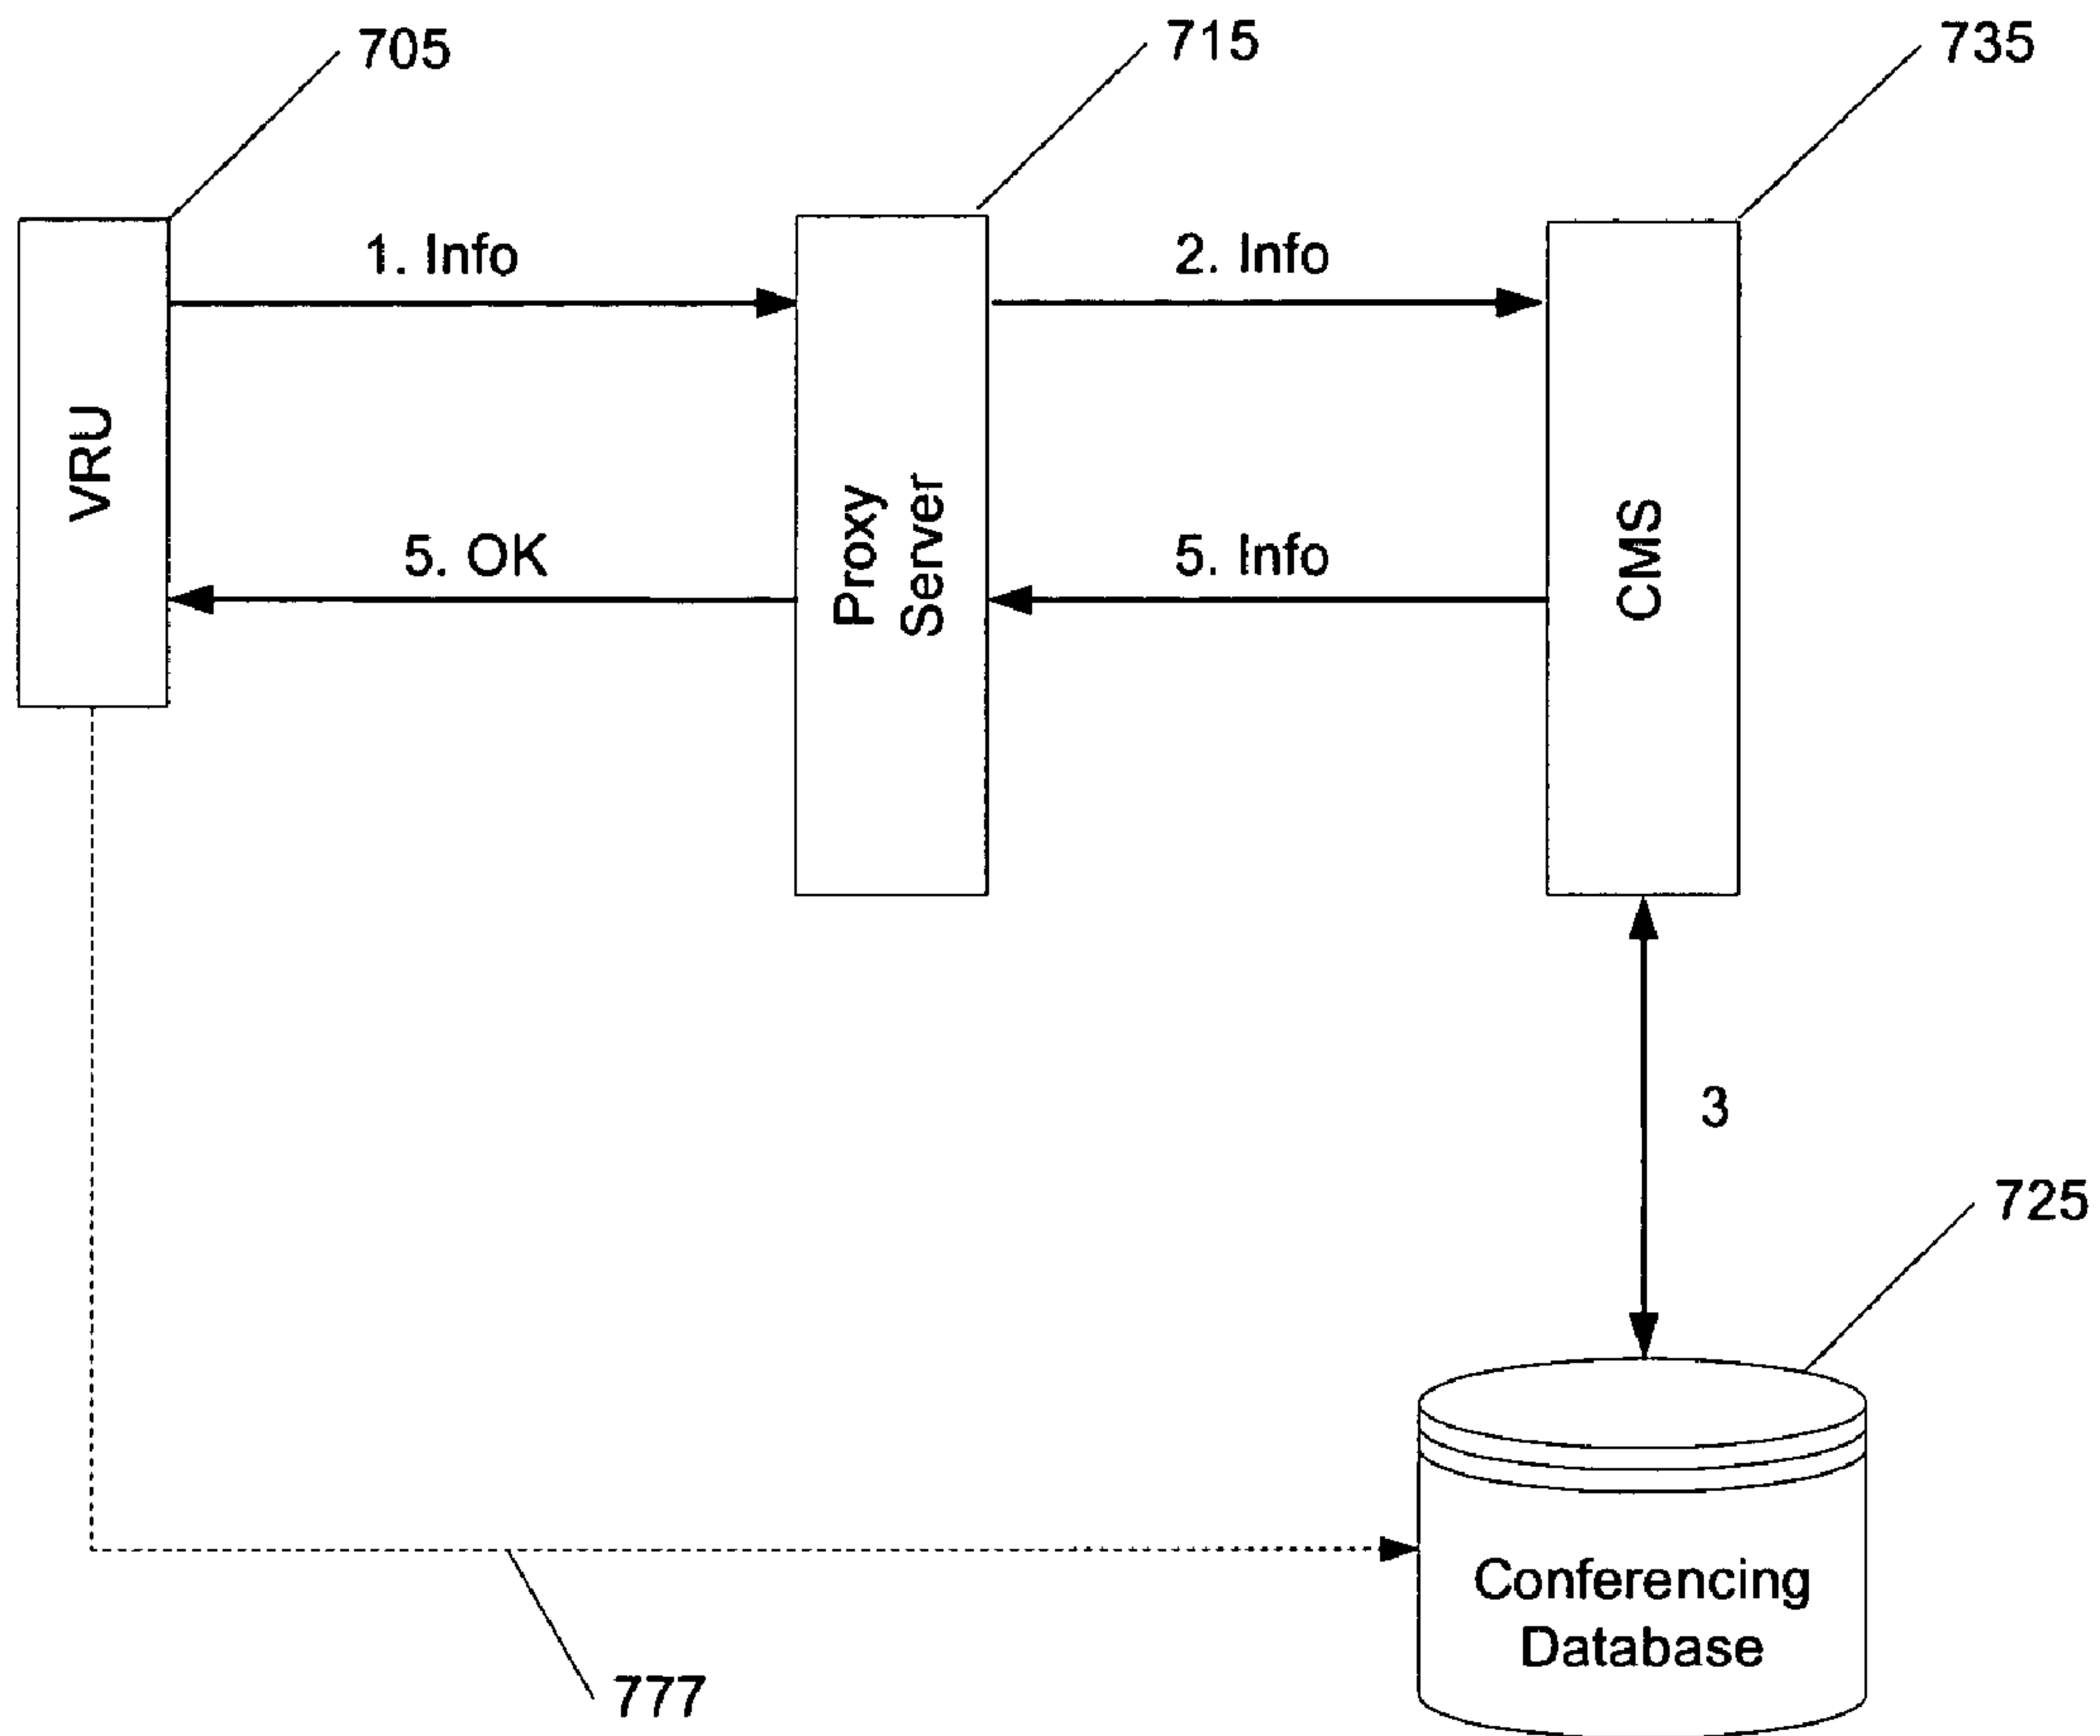 705
715
735
1. Info
2. Info
VRU
Proxy
Server
CMS
5. OK
5. Info
3
725
Conferencing
Database
777